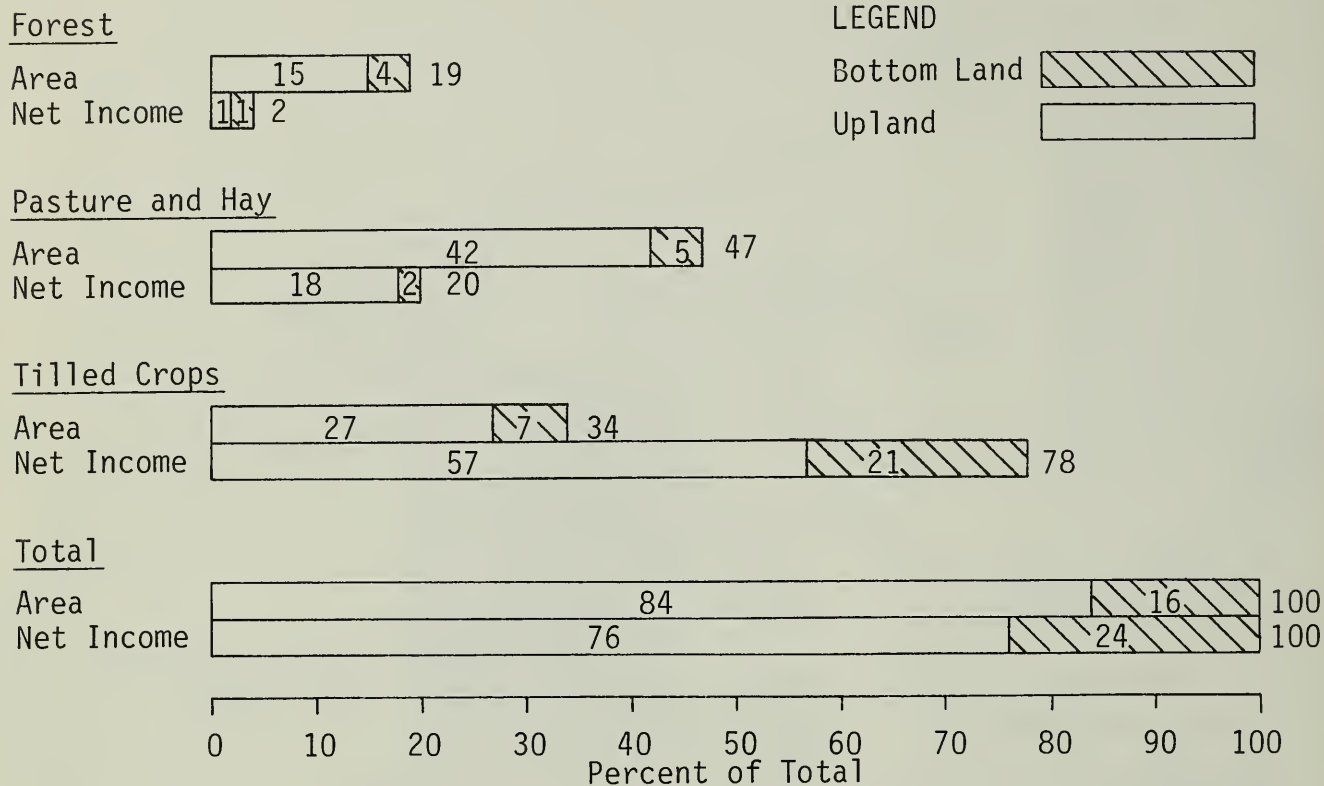 Forest
Area 15 4 19
Net Income 1 1 2
LEGEND
Bottom Land
Upland
Pasture and Hay
Area 42 5 47
Net Income 18 2 20
Tilled Crops
Area 27 7 34
Net Income 57 21 78
Total
Area 84 16 100
Net Income 76 24 100
0 10 20 30 40 50 60 70 80 90 100
Percent of Total